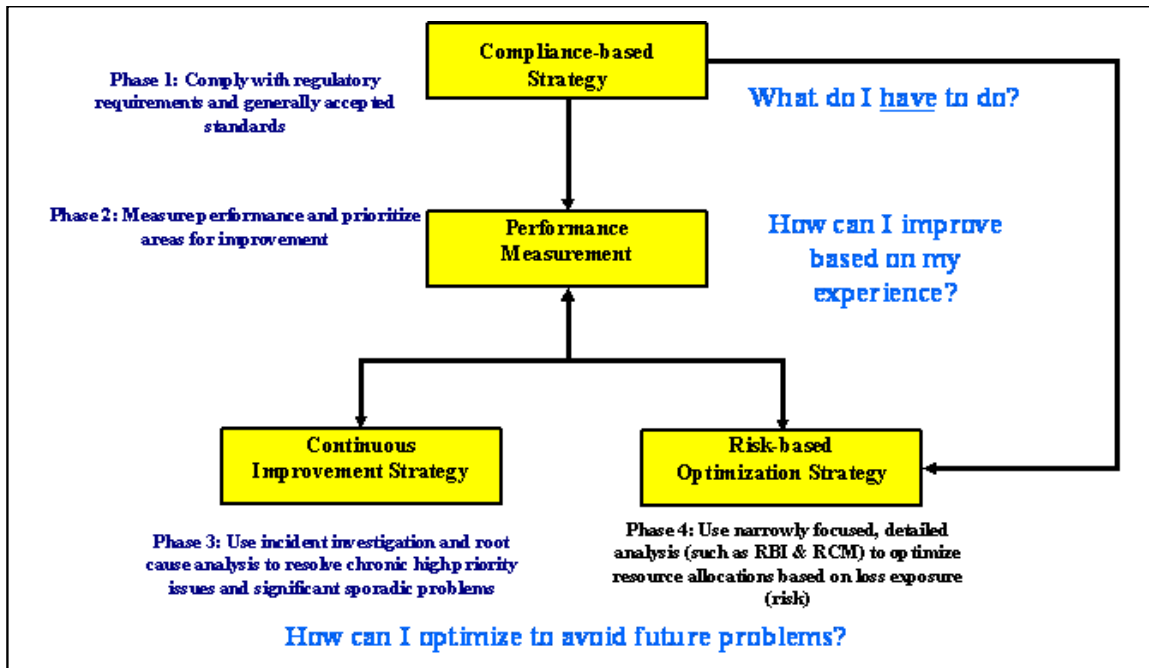 Compliance-based
Strategy
Phase 1: Comply with regulatory
requirements and generally accepted
standards
What do I have to do?
Phase 2: Measure performance and prioritize
areas for improvement
Performance
Measurement
How can I improve
based on my
experience?
Continuous
Improvement Strategy
Risk-based
Optimization Strategy
Phase 3: Use incident investigation and root
cause analysis to resolve chronic high priority
issues and significant sporadic problems
Phase 4: Use narrowly focused, detailed
analysis (such as RBI & RCM) to optimize
resource allocations based on loss exposure
(risk)
How can I optimize to avoid future problems?